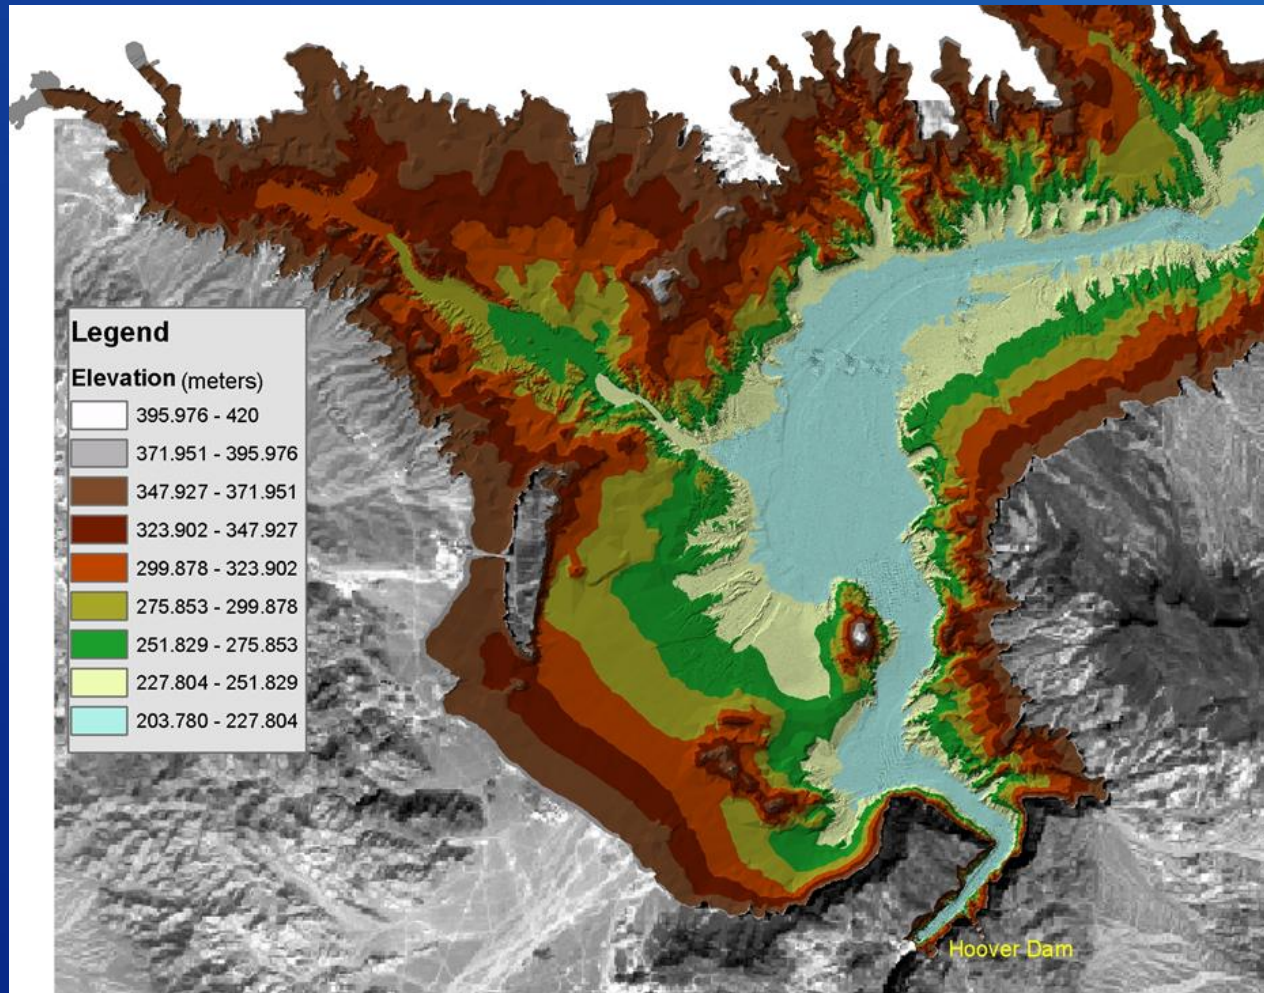 Legend
Elevation (meters)
395.976 - 420
371.951 - 395.976
347.927 - 371.951
323.902 - 347.927
299.878 - 323.902
275.853 - 299.878
251.829 - 275.853
227.804 - 251.829
203.780 - 227.804
Hoover Dam